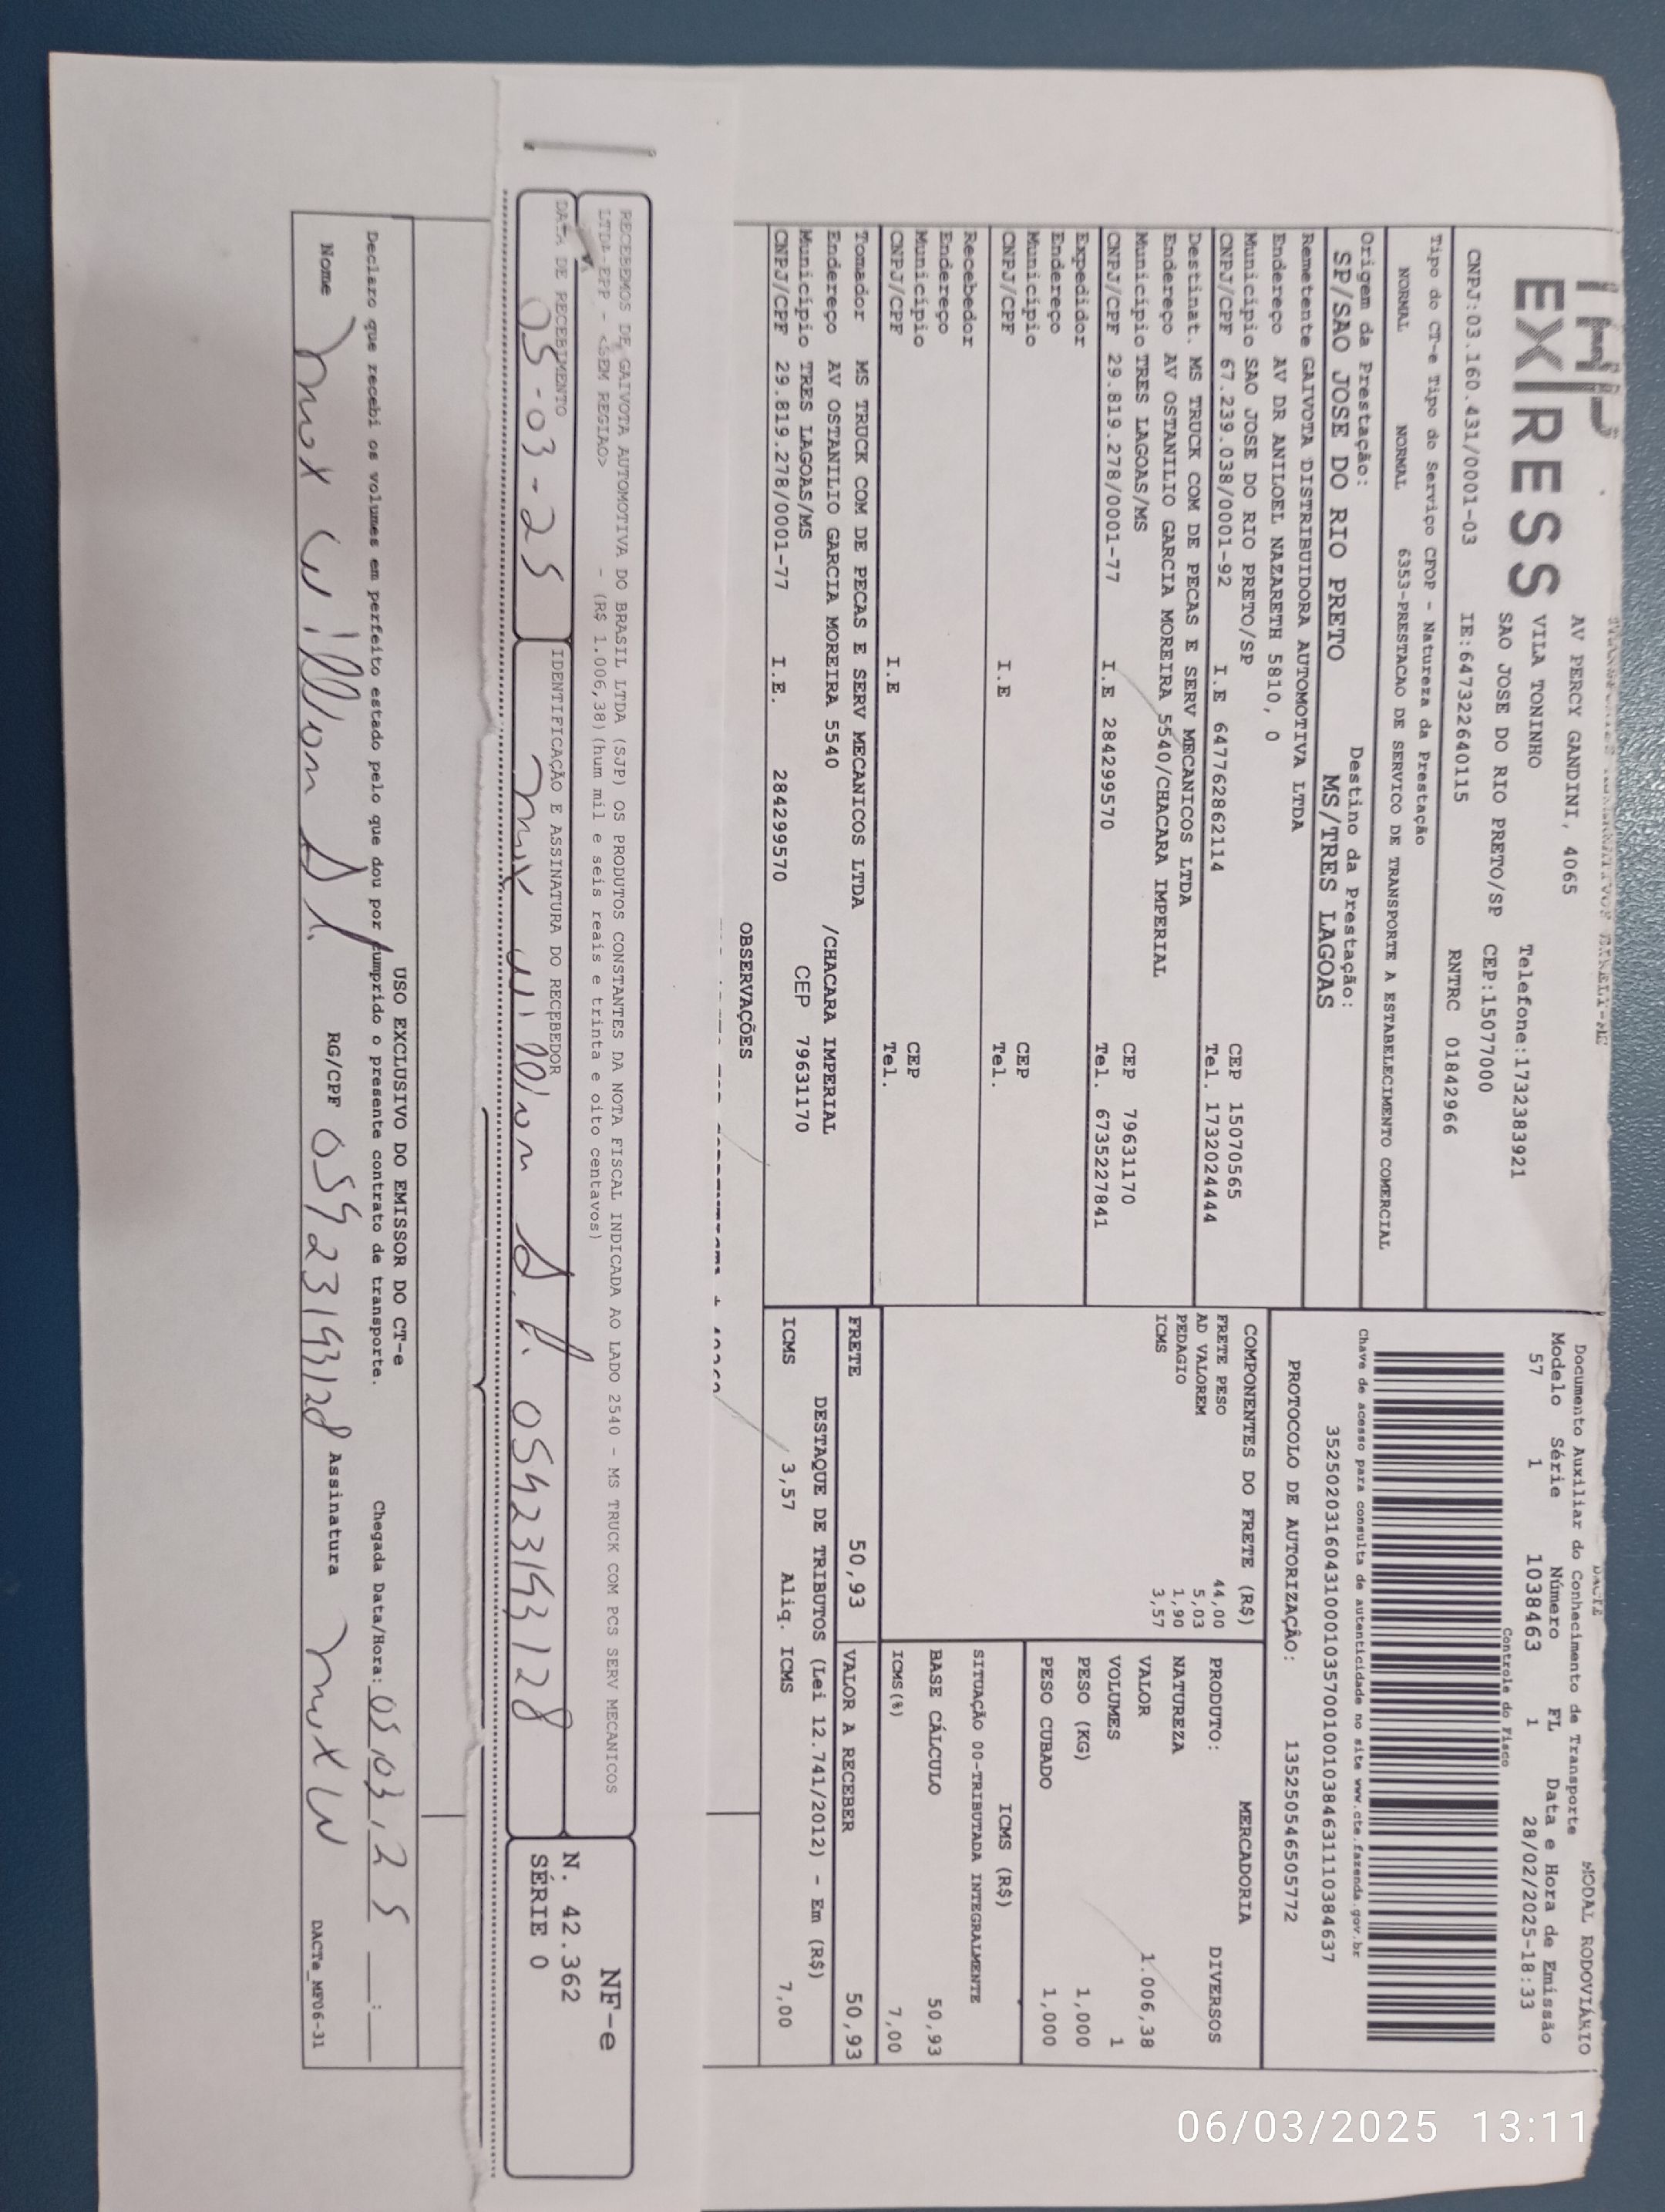 EXPRESS
AV PERCY GANDINI, 4065
VILA TONINHO
SAO JOSE DO RIO PRETO/SP
Telefone:1732383921
CEP:15077000
CNPJ:03.160.431/0001-03 IE:647322640115 RNTRC 01842966
Tipo do CT-e Tipo do Serviço CFOP - Natureza da Prestação
NORMAL NORMAL 6353-PRESTACAO DE SERVICO DE TRANSPORTE A ESTABELECIMENTO COMERCIAL
Origem da Prestação: Destino da Prestação:
SP/SAO JOSE DO RIO PRETO MS/TRES LAGOAS
DACTE MODAL RODOVIÁRIO
Documento Auxiliar do Conhecimento de Transporte
Modelo Série Número FL Data e Hora de Emissão
57 1 1038463 1 28/02/2025-18:33
Controle do Fisco
Chave de acesso para consulta de autenticidade no site www.cte.fazenda.gov.br
35250203160431000103570010010384631110384637
PROTOCOLO DE AUTORIZAÇÃO: 135250546505772
Remetente GAIVOTA DISTRIBUIDORA AUTOMOTIVA LTDA
Endereço AV DR ANILOEL NAZARETH 5810, 0
Município SAO JOSE DO RIO PRETO/SP CEP 15070565
CNPJ/CPF 67.239.038/0001-92 I.E 647762862114 Tel. 1732024444
Destinat. MS TRUCK COM DE PECAS E SERV MECANICOS LTDA
Endereço AV OSTANILIO GARCIA MOREIRA 5540/CHACARA IMPERIAL
Município TRES LAGOAS/MS CEP 79631170
CNPJ/CPF 29.819.278/0001-77 I.E 284299570 Tel. 6735227841
Expedidor
Endereço
Município CEP
CNPJ/CPF I.E Tel.
Recebedor
Endereço
Município CEP
CNPJ/CPF I.E Tel.
Tomador MS TRUCK COM DE PECAS E SERV MECANICOS LTDA
Endereço AV OSTANILIO GARCIA MOREIRA 5540 /CHACARA IMPERIAL
Município TRES LAGOAS/MS CEP 79631170
CNPJ/CPF 29.819.278/0001-77 I.E. 284299570
COMPONENTES DO FRETE (R$)
FRETE PESO 44,00
AD VALOREM 5,03
PEDAGIO 1,90
ICMS 3,57
MERCADORIA
PRODUTO: DIVERSOS
NATUREZA
VALOR 1.006,38
VOLUMES 1
PESO (KG) 1,000
PESO CUBADO 1,000
ICMS (R$)
SITUAÇÃO 00-TRIBUTADA INTEGRALMENTE
BASE CÁLCULO 50,93
ICMS(%) 7,00
FRETE 50,93 VALOR A RECEBER 50,93
DESTAQUE DE TRIBUTOS (Lei 12.741/2012) - Em (R$)
ICMS 3,57 Aliq. ICMS 7,00
OBSERVAÇÕES
RECEBEMOS DE GAIVOTA AUTOMOTIVA DO BRASIL LTDA (SJP) OS PRODUTOS CONSTANTES DA NOTA FISCAL INDICADA AO LADO 2540 - MS TRUCK COM PCS SERV MECANICOS
LTDA-EPP - <SEM REGIAO> - (R$ 1.006,38)(hum mil e seis reais e trinta e oito centavos)
DATA DE RECEBIMENTO IDENTIFICAÇÃO E ASSINATURA DO RECEBEDOR
05-03-25
NF-e
N. 42.362
SÉRIE 0
USO EXCLUSIVO DO EMISSOR DO CT-e
Declaro que recebi os volumes em perfeito estado pelo que dou por cumprido o presente contrato de transporte. Chegada Data/Hora: 05/03/25 __:__
Nome RG/CPF Assinatura
DACTe_MF06-31
06/03/2025 13:11